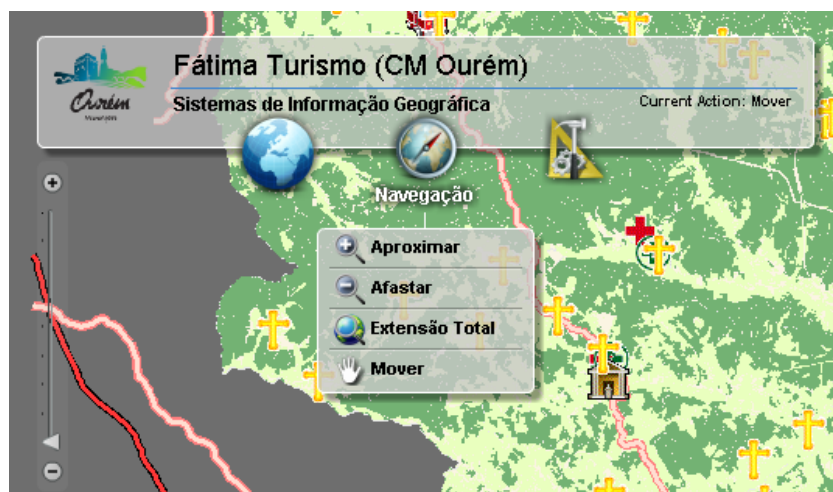 Fátima Turismo (CM Ourém)
Ourém
Sistemas de Informação Geográfica
Current Action: Mover
Navegação
Aproximar
Afastar
Extensão Total
Mover